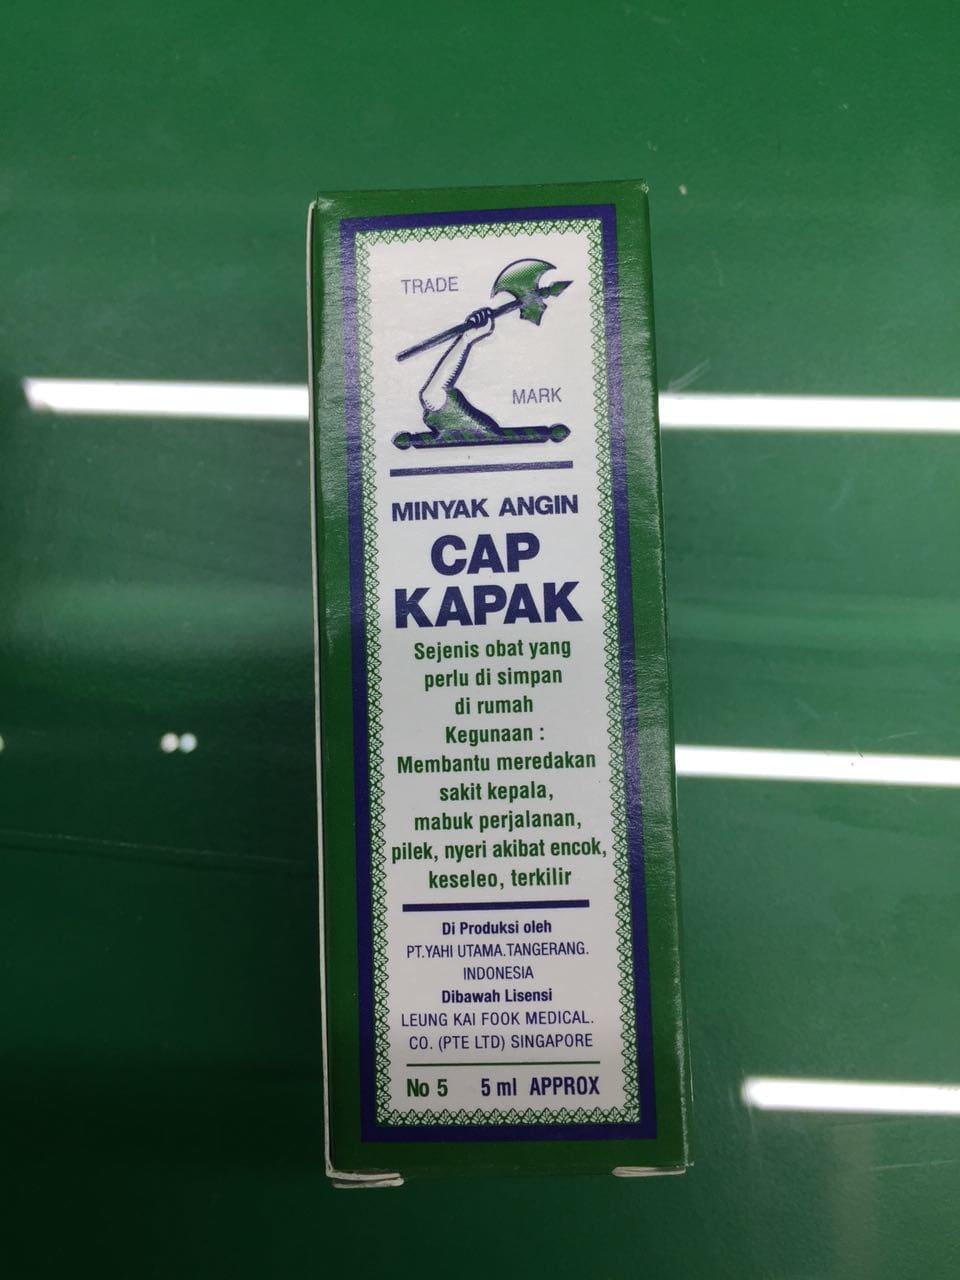 TRADE
MARK
MINYAK ANGIN
CAP
KAPAK
Sejenis obat yang
perlu di simpan
di rumah
Kegunaan :
Membantu meredakan
sakit kepala,
mabuk perjalanan,
pilek, nyeri akibat encok,
keseleo, terkilir
Di Produksi oleh
PT.YAHI UTAMA.TANGERANG.
INDONESIA
Dibawah Lisensi
LEUNG KAI FOOK MEDICAL.
CO. (PTE LTD) SINGAPORE
No 5 5 ml APPROX